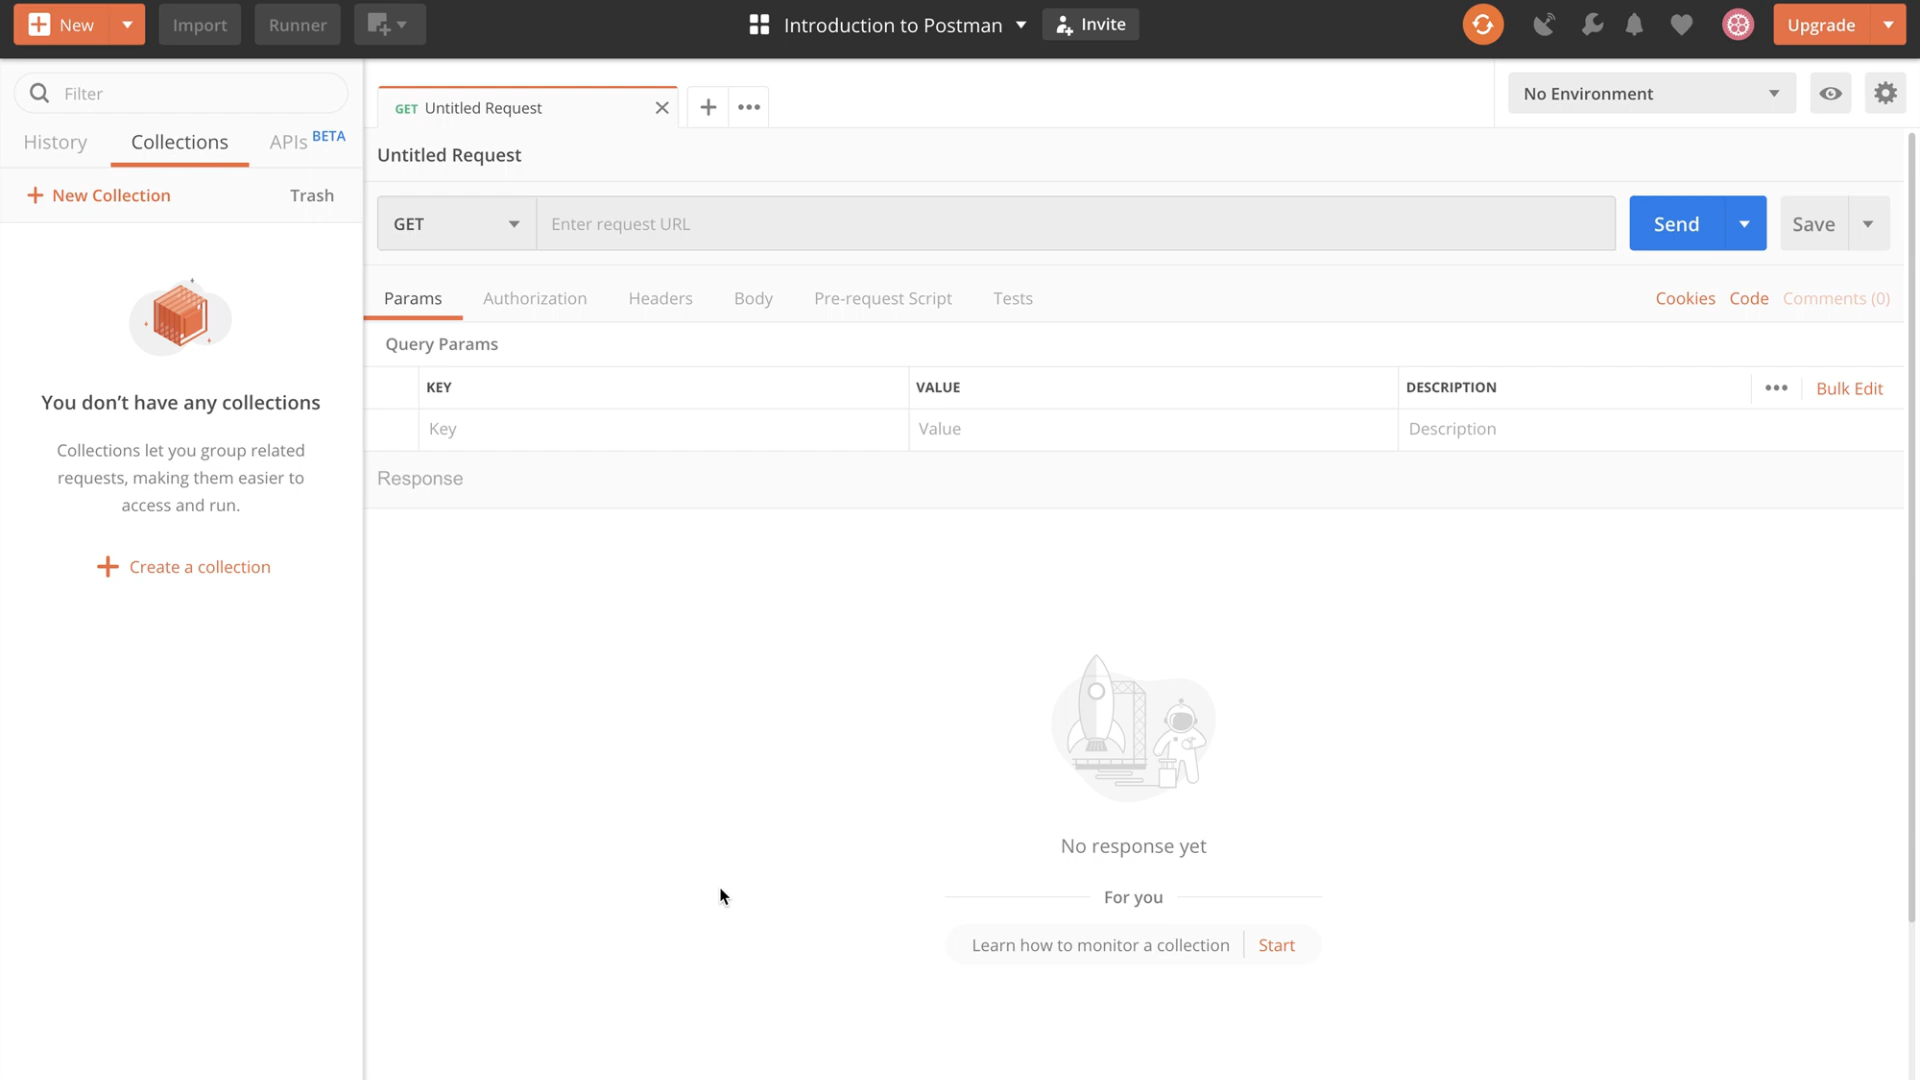 New
Import
Runner
Introduction to Postman
Invite
Upgrade
Filter
History
Collections
APIs BETA
New Collection
Trash
You don’t have any collections
Collections let you group related
requests, making them easier to
access and run.
Create a collection
GET Untitled Request
No Environment
Untitled Request
GET
Enter request URL
Send
Save
Params
Authorization
Headers
Body
Pre-request Script
Tests
Cookies
Code
Comments (0)
Query Params
KEY
VALUE
DESCRIPTION
Bulk Edit
Key
Value
Description
Response
No response yet
For you
Learn how to monitor a collection
Start